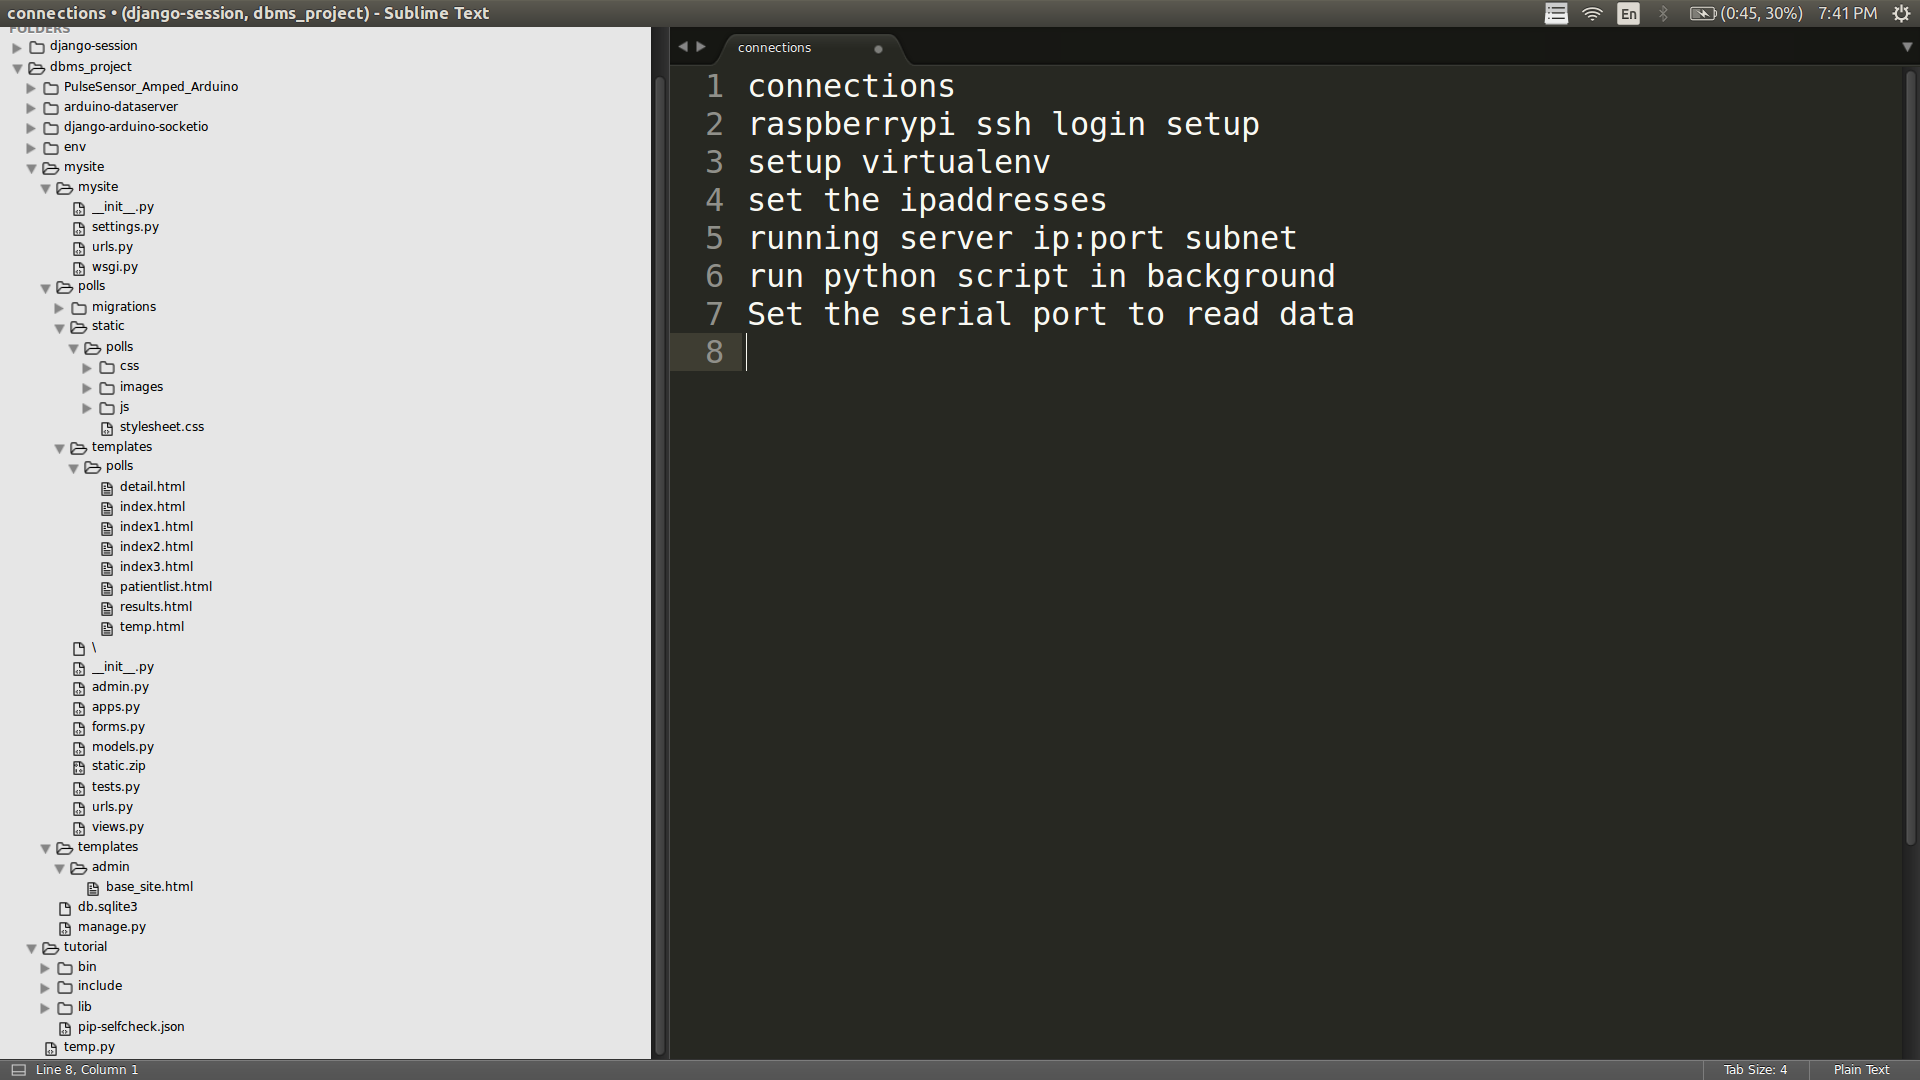 connections • (django-session, dbms_project) - Sublime Text
En
(0:45, 30%)
7:41 PM
FOLDERS
django-session
dbms_project
PulseSensor_Amped_Arduino
arduino-dataserver
django-arduino-socketio
env
mysite
mysite
__init__.py
settings.py
urls.py
wsgi.py
polls
migrations
static
polls
css
images
js
stylesheet.css
templates
polls
detail.html
index.html
index1.html
index2.html
index3.html
patientlist.html
results.html
temp.html
\
__init__.py
admin.py
apps.py
forms.py
models.py
static.zip
tests.py
urls.py
views.py
templates
admin
base_site.html
db.sqlite3
manage.py
tutorial
bin
include
lib
pip-selfcheck.json
temp.py
connections
1 connections
2 raspberrypi ssh login setup
3 setup virtualenv
4 set the ipaddresses
5 running server ip:port subnet
6 run python script in background
7 Set the serial port to read data
8
Line 8, Column 1
Tab Size: 4
Plain Text